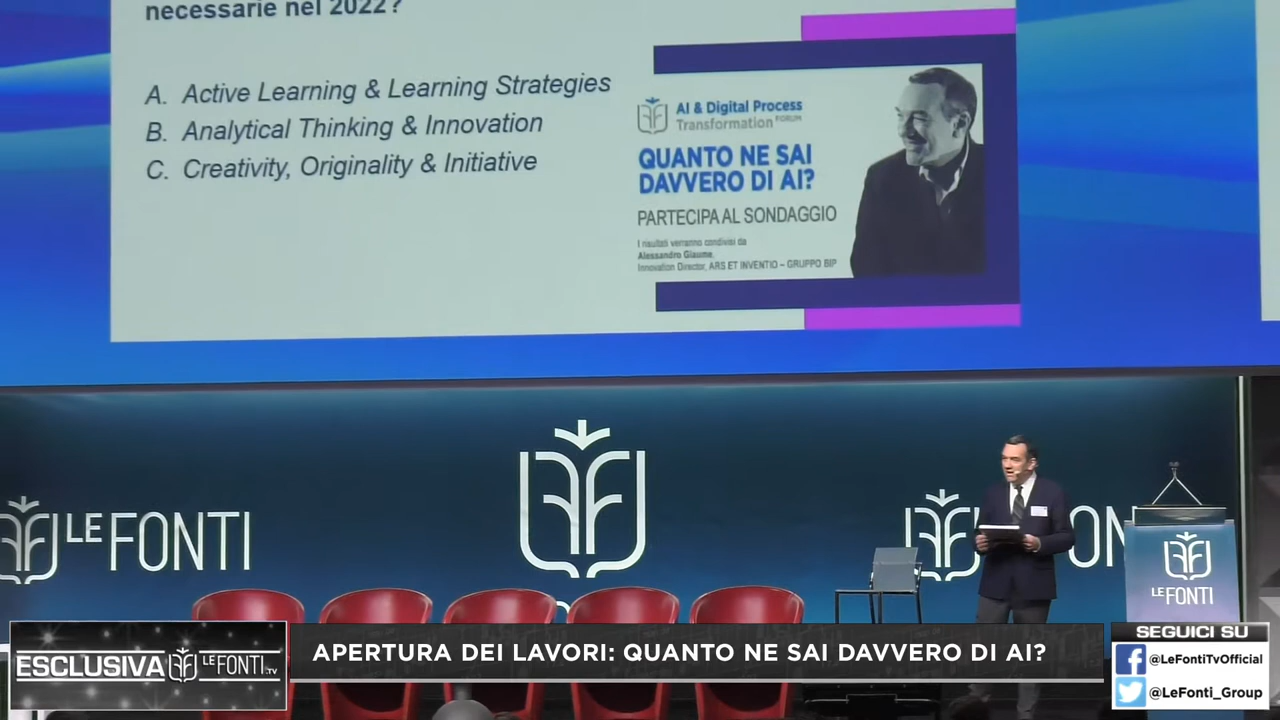 necessarie nel 2022?
A. Active Learning & Learning Strategies
B. Analytical Thinking & Innovation
C. Creativity, Originality & Initiative
AI & Digital Process
Transformation FORUM
QUANTO NE SAI
DAVVERO DI AI?
PARTECIPA AL SONDAGGIO
I risultati verranno condivisi da
Alessandro Giaume,
Innovation Director, ARS ET INVENTIO – GRUPPO BIP
LE FONTI
ON
LE FONTI
ESCLUSIVA LE FONTI.TV
APERTURA DEI LAVORI: QUANTO NE SAI DAVVERO DI AI?
SEGUICI SU
@LeFontiTvOfficial
@LeFonti_Group